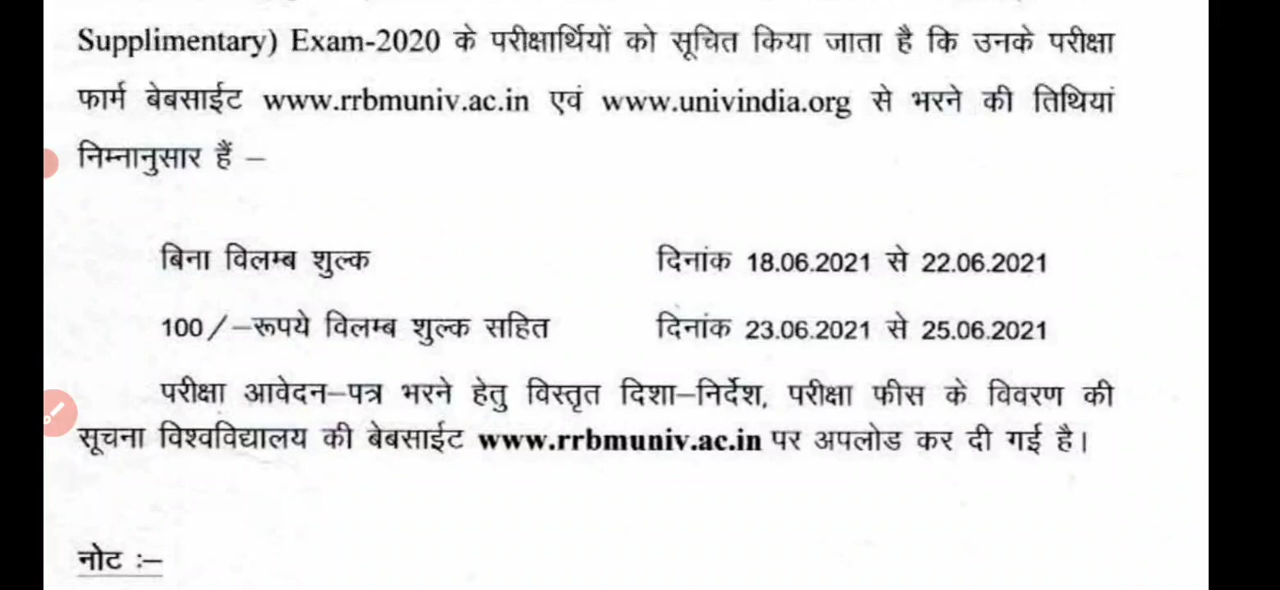 Supplimentary) Exam-2020 के परीक्षार्थियों को सूचित किया जाता है कि उनके परीक्षा
फार्म बेबसाईट www.rrbmuniv.ac.in एवं www.univindia.org से भरने की तिथियां
निम्नानुसार हैं –
बिना विलम्ब शुल्क दिनांक 18.06.2021 से 22.06.2021
100/–रूपये विलम्ब शुल्क सहित दिनांक 23.06.2021 से 25.06.2021
परीक्षा आवेदन–पत्र भरने हेतु विस्तृत दिशा–निर्देश, परीक्षा फीस के विवरण की
सूचना विश्वविद्यालय की बेबसाईट www.rrbmuniv.ac.in पर अपलोड कर दी गई है।
नोट :–